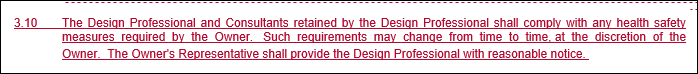 3.10 The Design Professional and Consultants retained by the Design Professional shall comply with any health safety
measures required by the Owner. Such requirements may change from time to time, at the discretion of the
Owner. The Owner's Representative shall provide the Design Professional with reasonable notice.